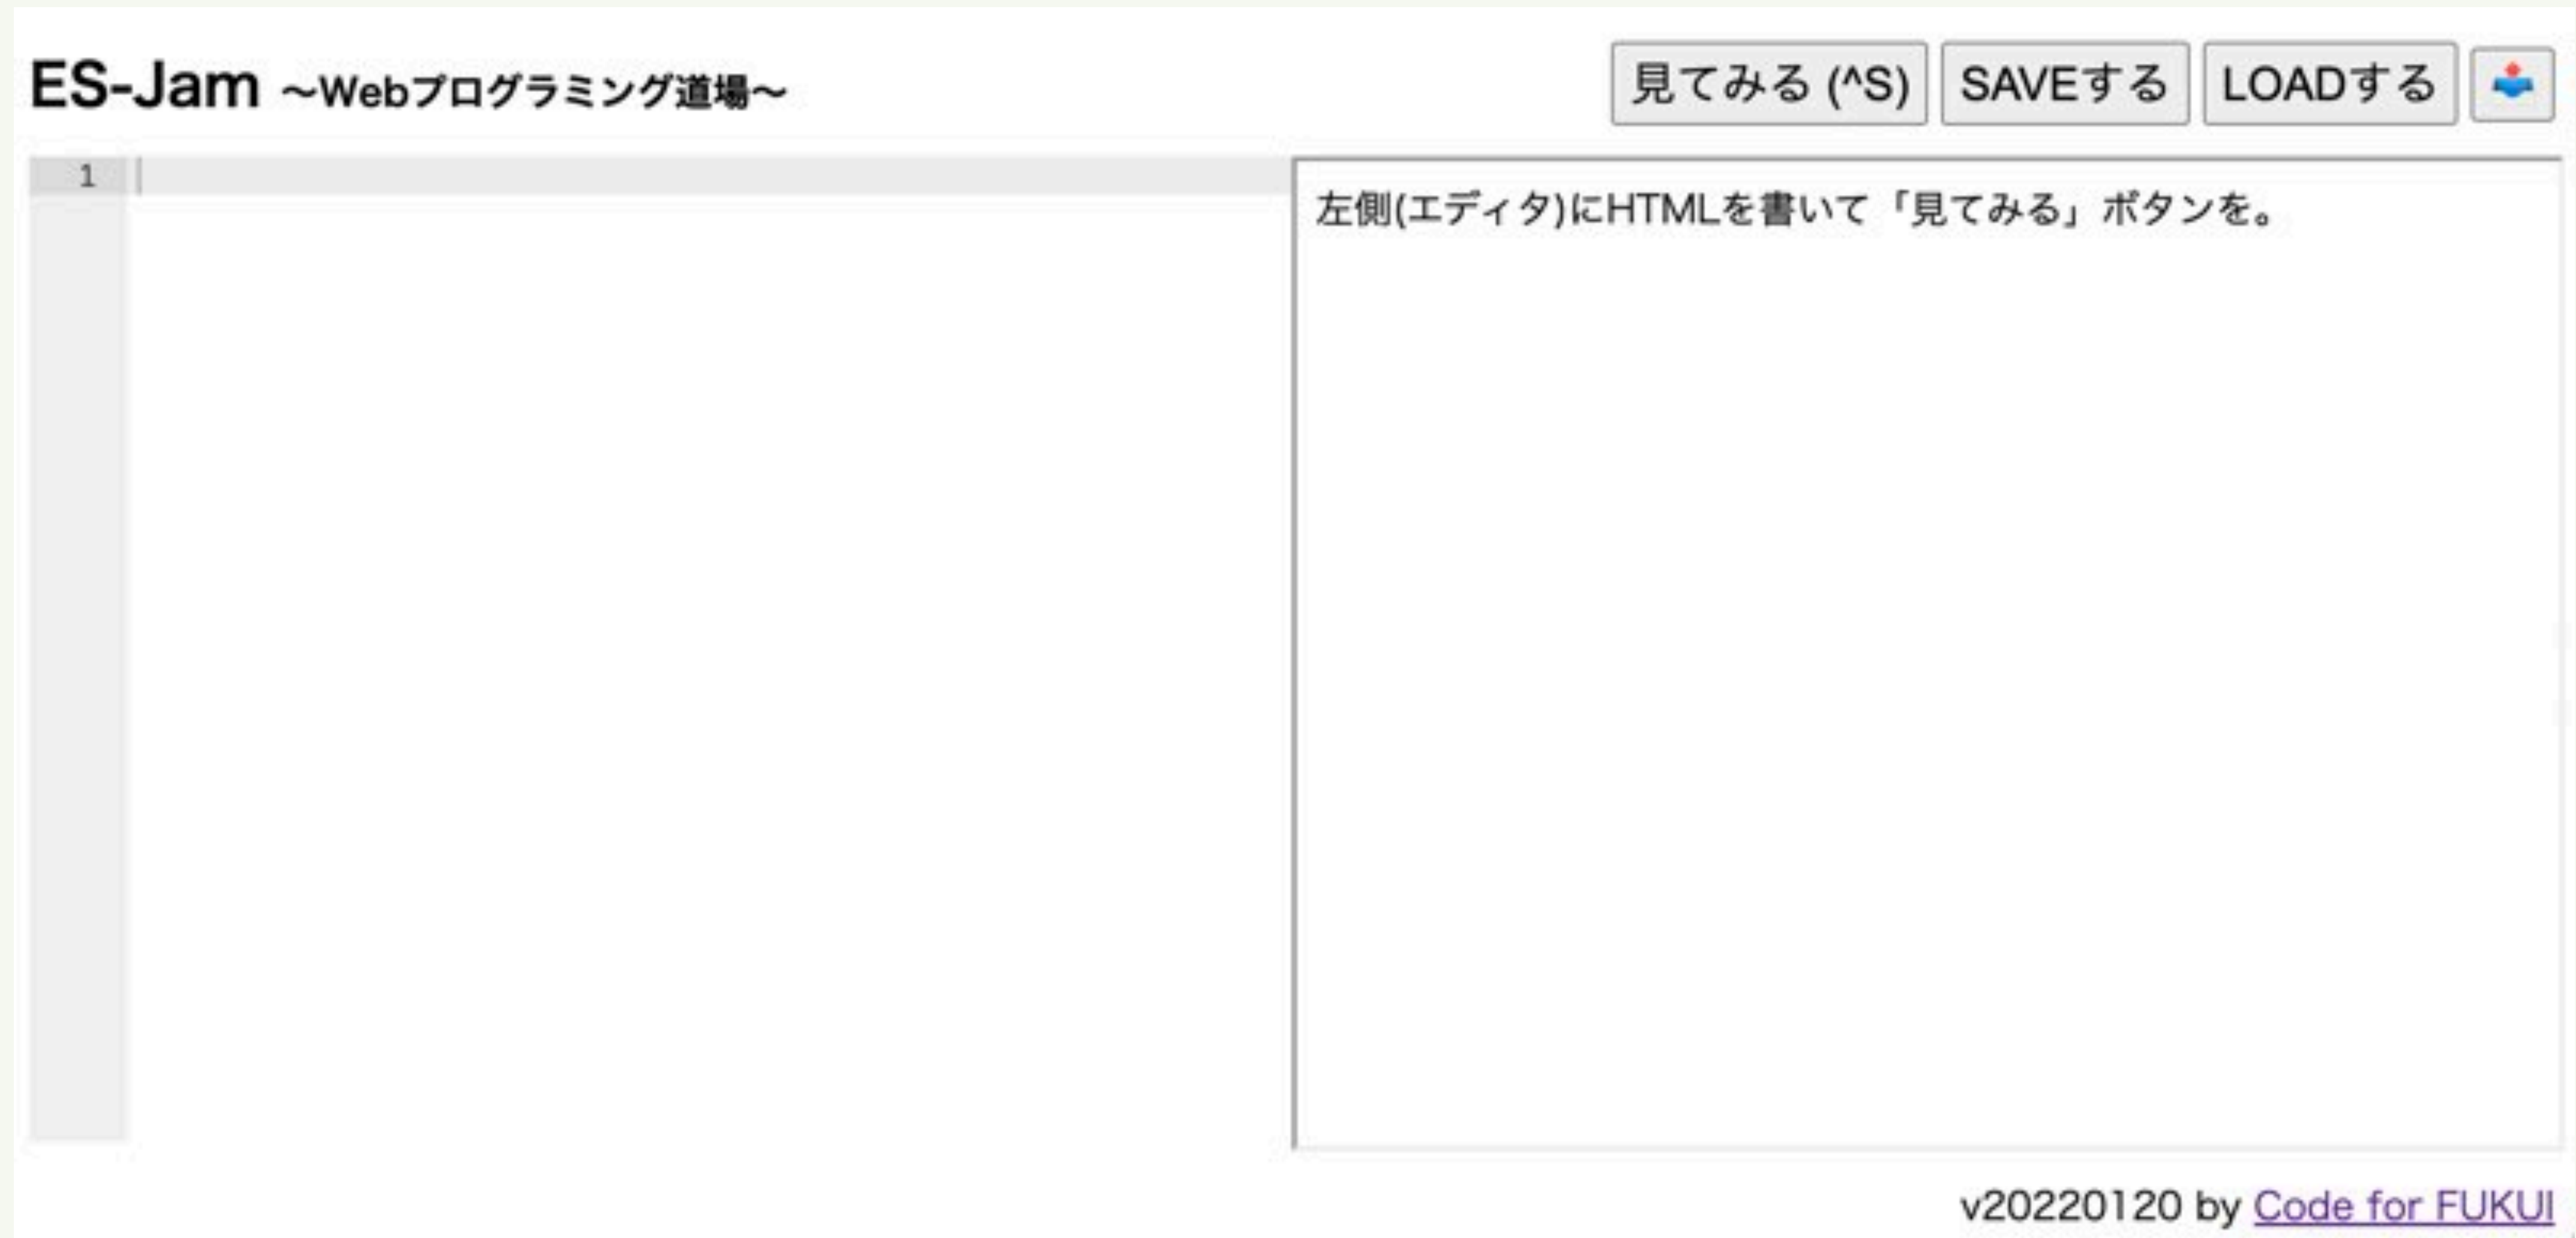 ES-Jam 〜Webプログラミング道場〜
見てみる (^S) SAVEする LOADする
1
左側(エディタ)にHTMLを書いて「見てみる」ボタンを。
v20220120 by Code for FUKUI